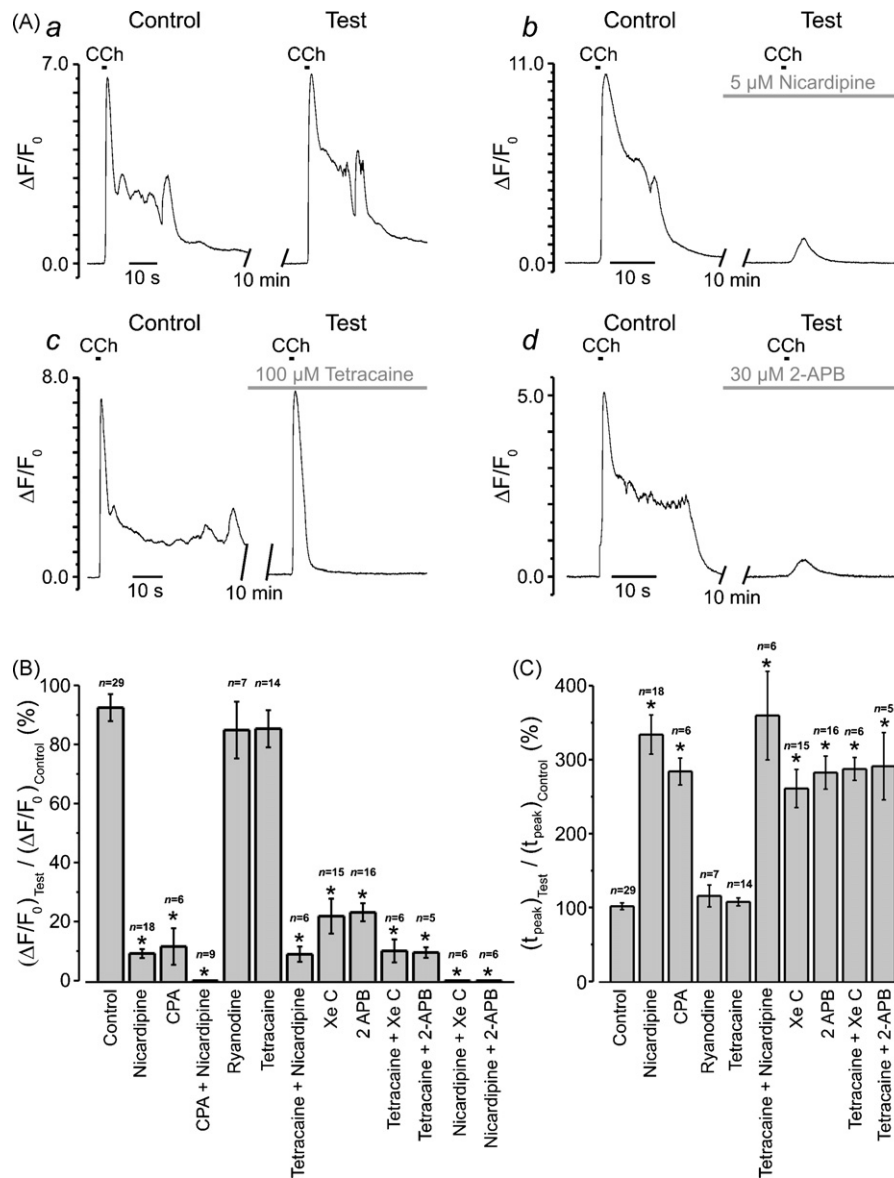 (A) a Control Test
CCh CCh
7.0
ΔF/F0
0.0
10 s 10 min
b Control Test
CCh CCh
11.0
5 µM Nicardipine
ΔF/F0
0.0
10 s 10 min
c Control Test
CCh CCh
8.0
100 µM Tetracaine
ΔF/F0
0.0
10 s 10 min
d Control Test
CCh CCh
5.0
30 µM 2-APB
ΔF/F0
0.0
10 s 10 min
(B)
(ΔF/F0)Test / (ΔF/F0)Control (%)
100
80
60
40
20
0
n=29 n=18 n=6 n=9 n=7 n=14 n=6 n=15 n=16 n=6 n=5 n=6 n=6
* * * * * * * * * *
Control
Nicardipine
CPA
CPA + Nicardipine
Ryanodine
Tetracaine
Tetracaine + Nicardipine
Xe C
2 APB
Tetracaine + Xe C
Tetracaine + 2-APB
Nicardipine + Xe C
Nicardipine + 2-APB
(C)
(tpeak)Test / (tpeak)Control (%)
400
300
200
100
0
n=29 n=18 n=6 n=7 n=14 n=6 n=15 n=16 n=6 n=5
* * * * * * *
Control
Nicardipine
CPA
Ryanodine
Tetracaine
Tetracaine + Nicardipine
Xe C
2 APB
Tetracaine + Xe C
Tetracaine + 2-APB